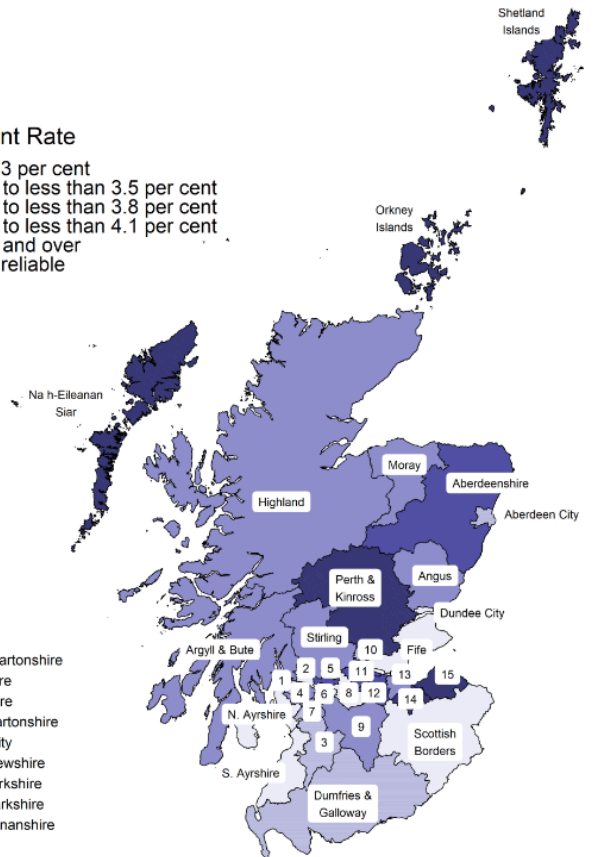 Shetland
Islands
nt Rate
3 per cent
to less than 3.5 per cent
to less than 3.8 per cent
to less than 4.1 per cent
and over
reliable
Orkney
Islands
Na h-Eileanan
Siar
Moray
Aberdeenshire
Highland
Aberdeen City
Perth &
Kinross
Angus
Dundee City
Stirling
Argyll & Bute
10
Fife
artonshire
2
5
11
13
15
re
1
4
6
8
12
14
re
N. Ayrshire
7
artonshire
9
ity
3
Scottish
Borders
ewshire
S. Ayrshire
rkshire
Dumfries &
Galloway
arkshire
nanshire